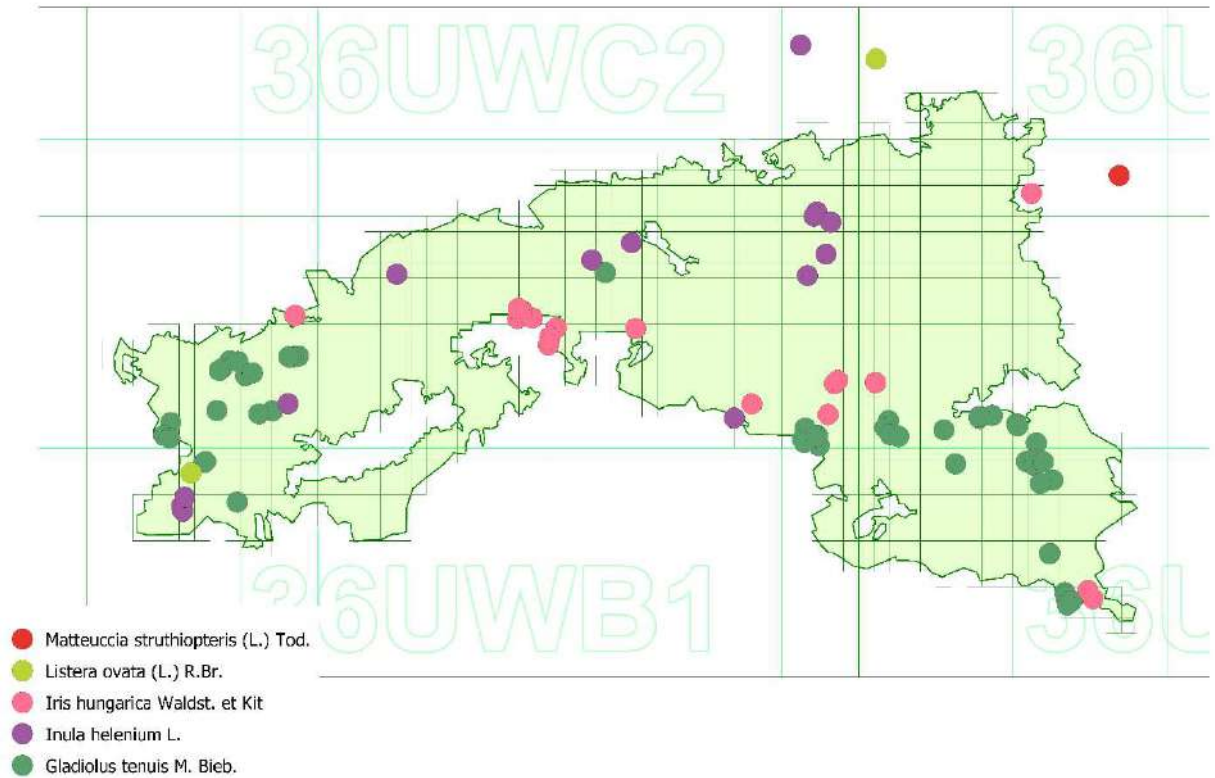 36UWC2
36U
36UWB1
36U
Matteuccia struthiopteris (L.) Tod.
Listera ovata (L.) R.Br.
Iris hungarica Waldst. et Kit
Inula helenium L.
Gladiolus tenuis M. Bieb.